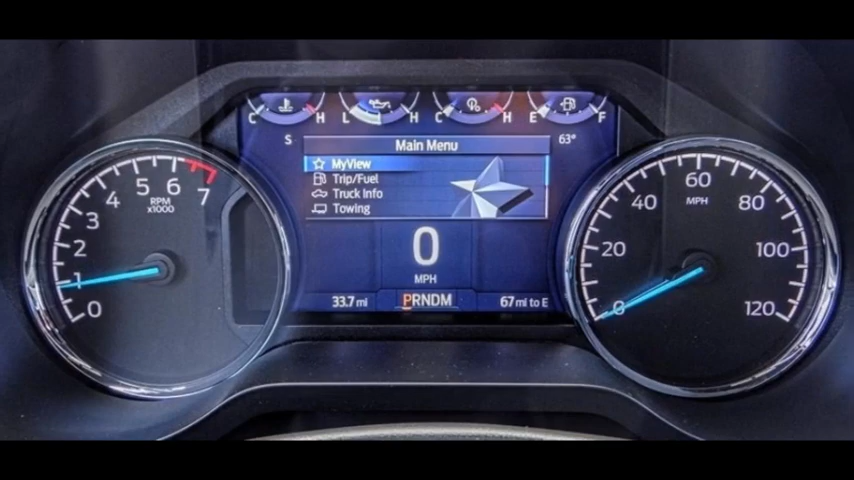 C H L H C H E F
S
63°
Main Menu
MyView
Trip/Fuel
Truck Info
Towing
0
MPH
33.7 mi
PRNDM
67 mi to E
0 1 2 3 4 5 6 7
RPM
x1000
0 20 40 60 80 100 120
MPH